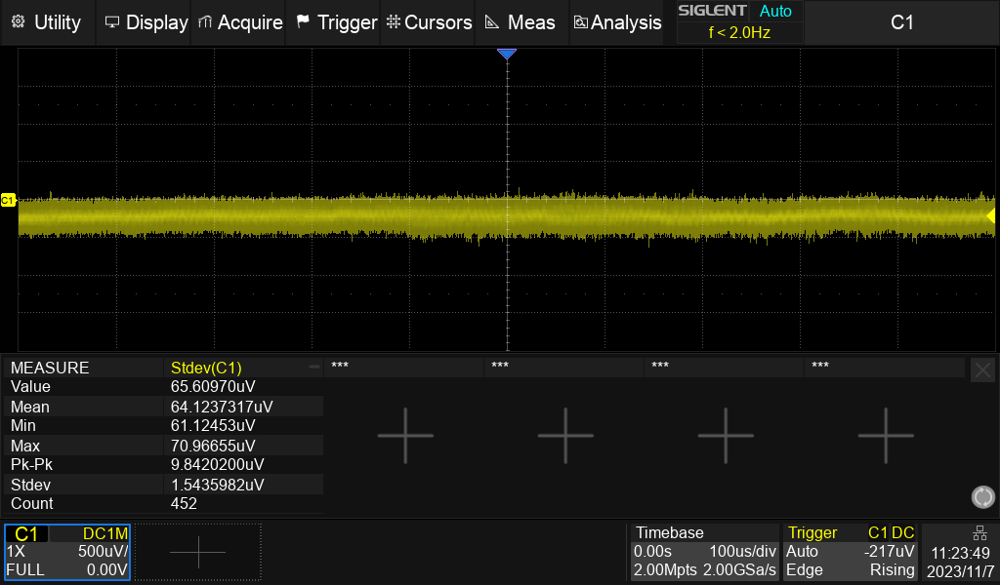 Utility Display Acquire Trigger Cursors Meas Analysis SIGLENT Auto C1
f < 2.0Hz
C1
MEASURE Stdev(C1) *** *** *** ***
Value 65.60970uV
Mean 64.1237317uV
Min 61.12453uV
Max 70.96655uV
Pk-Pk 9.8420200uV
Stdev 1.5435982uV
Count 452
C1 DC1M
1X 500uV/
FULL 0.00V
Timebase
0.00s 100us/div
2.00Mpts 2.00GSa/s
Trigger C1 DC
Auto -217uV
Edge Rising
11:23:49
2023/11/7